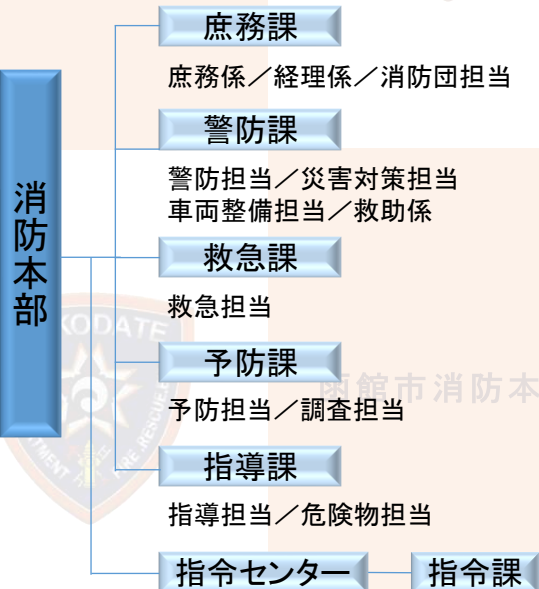 消防本部
庶務課
庶務係／経理係／消防団担当
警防課
警防担当／災害対策担当
車両整備担当／救助係
救急課
救急担当
予防課
予防担当／調査担当
指導課
指導担当／危険物担当
指令センター
指令課
函館市消防本
KODATE
FIRE RESCUE